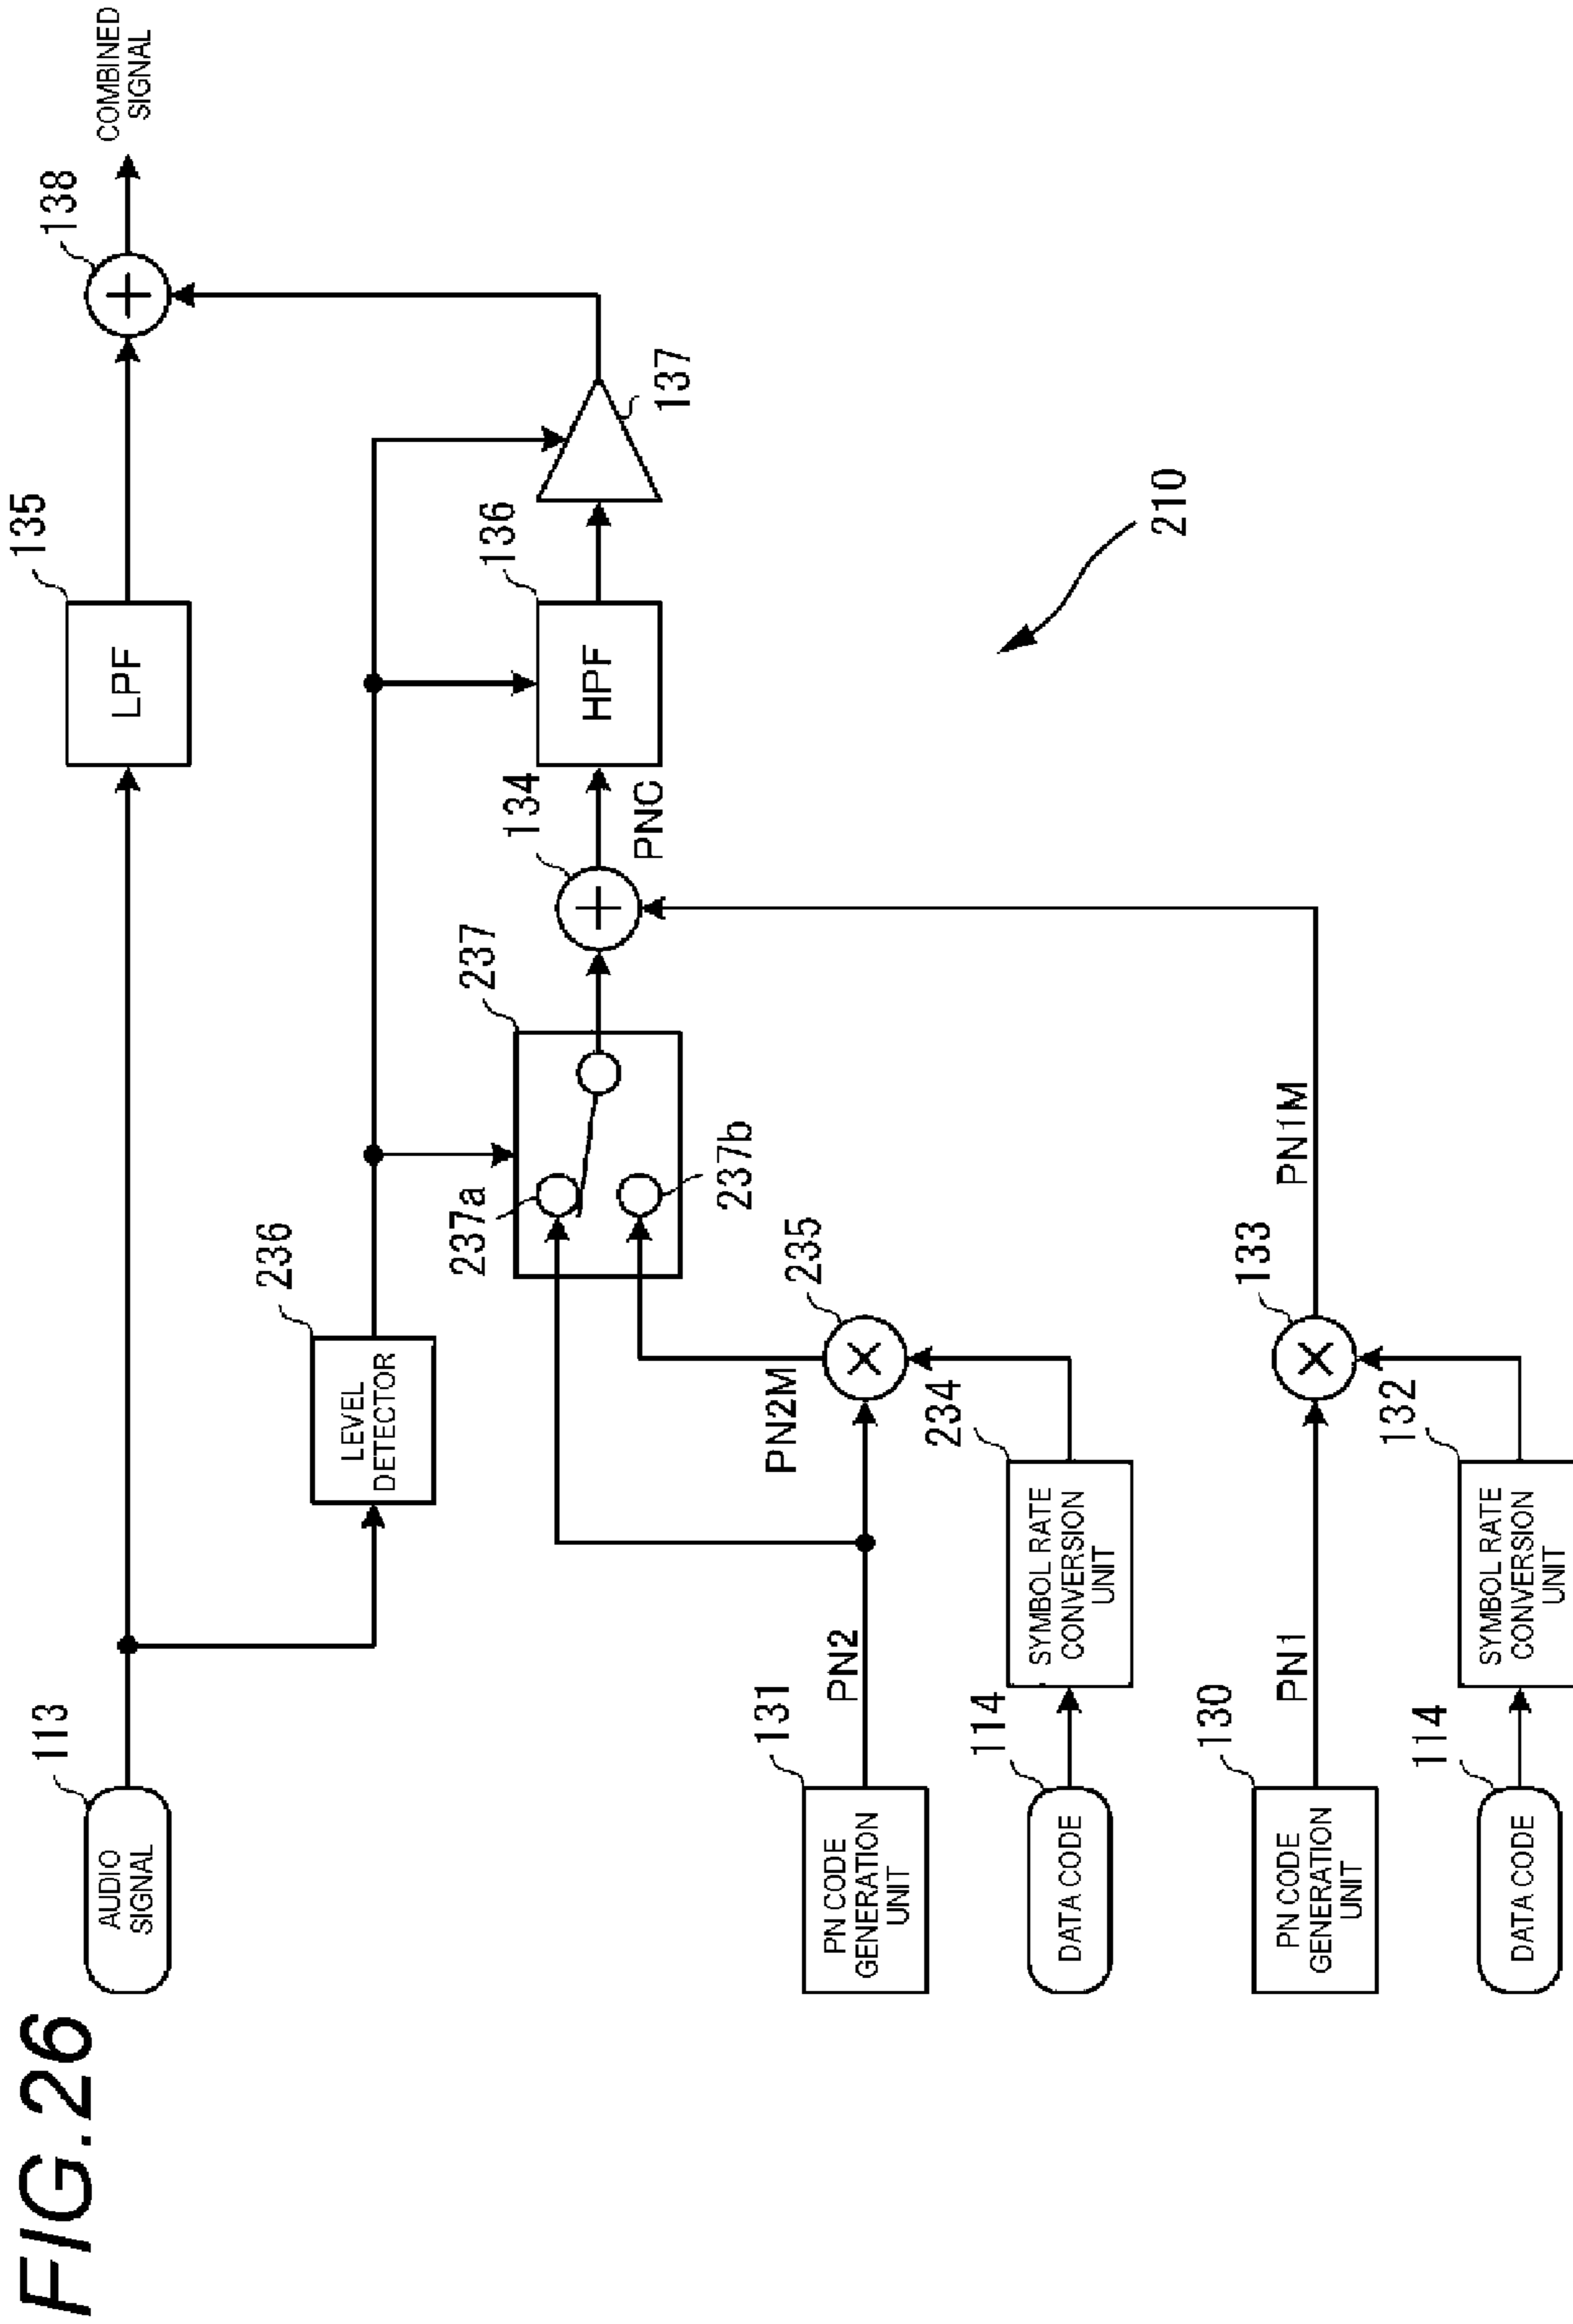 FIG.26
113
AUDIO
SIGNAL
135
LPF
138
COMBINED
SIGNAL
236
LEVEL
DETECTOR
237
237a
237b
134
PNC
136
HPF
137
131
PN CODE
GENERATION
UNIT
PN2
PN2M
235
114
DATA CODE
234
SYMBOL RATE
CONVERSION
UNIT
210
130
PN CODE
GENERATION
UNIT
PN1
133
PN1M
114
DATA CODE
132
SYMBOL RATE
CONVERSION
UNIT